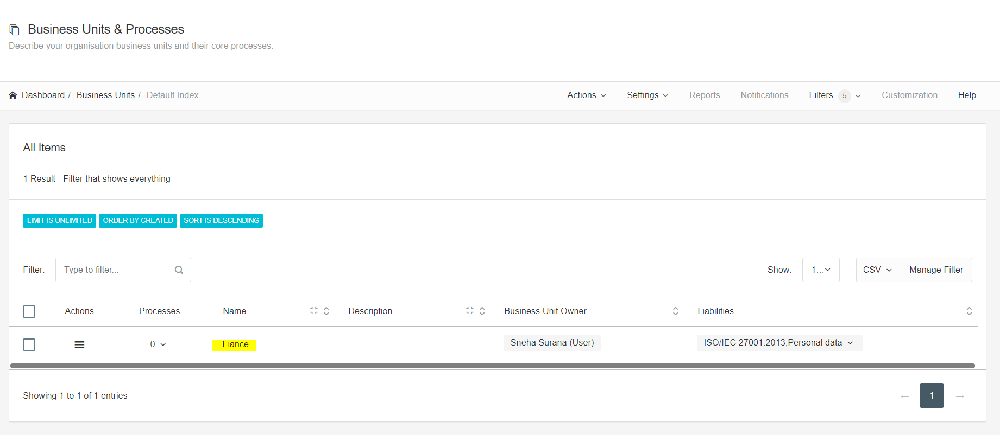 Business Units & Processes
Describe your organisation business units and their core processes.
Dashboard / Business Units / Default Index
Actions Settings Reports Notifications Filters 5 Customization Help
All Items
1 Result - Filter that shows everything
LIMIT IS UNLIMITED ORDER BY CREATED SORT IS DESCENDING
Filter: Type to filter... Show: 1... CSV Manage Filter
Actions Processes Name Description Business Unit Owner Liabilities
0 Fiance Sneha Surana (User) ISO/IEC 27001:2013,Personal data
Showing 1 to 1 of 1 entries ← 1 →